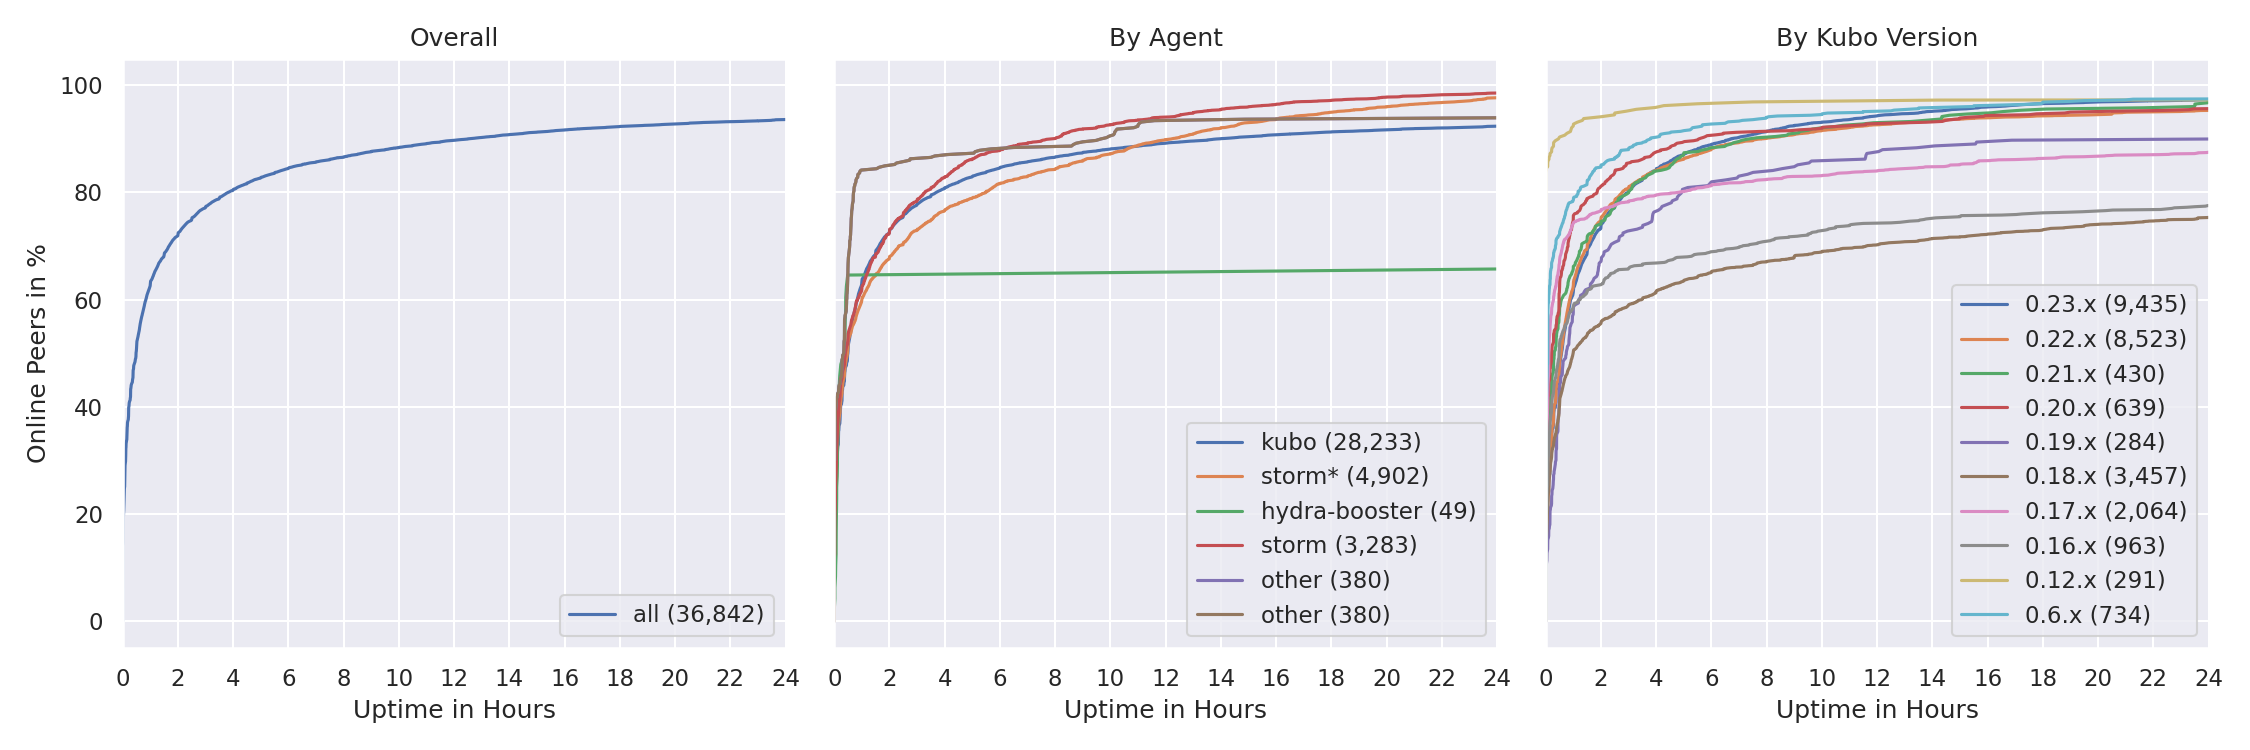 Overall
100
80
60
40
20
0
Online Peers in %
0 2 4 6 8 10 12 14 16 18 20 22 24
Uptime in Hours
all (36,842)
By Agent
kubo (28,233)
storm* (4,902)
hydra-booster (49)
storm (3,283)
other (380)
other (380)
0 2 4 6 8 10 12 14 16 18 20 22 24
Uptime in Hours
By Kubo Version
0.23.x (9,435)
0.22.x (8,523)
0.21.x (430)
0.20.x (639)
0.19.x (284)
0.18.x (3,457)
0.17.x (2,064)
0.16.x (963)
0.12.x (291)
0.6.x (734)
0 2 4 6 8 10 12 14 16 18 20 22 24
Uptime in Hours